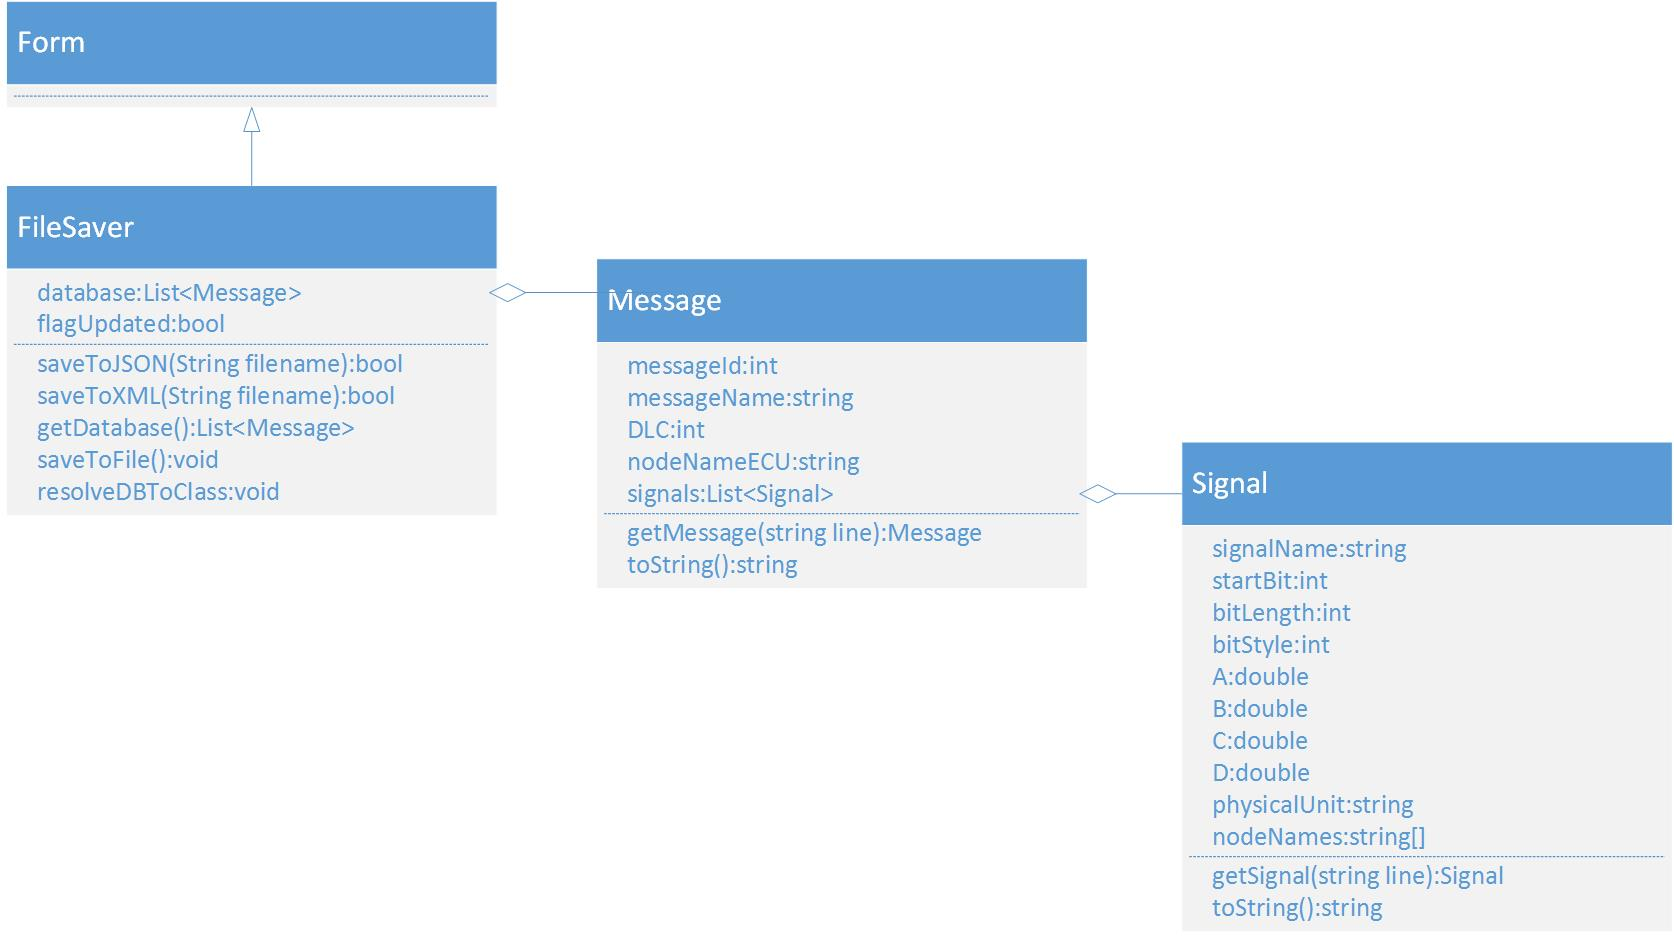 Form
FileSaver
database:List<Message>
flagUpdated:bool
saveToJSON(String filename):bool
saveToXML(String filename):bool
getDatabase():List<Message>
saveToFile():void
resolveDBToClass:void
Message
messageId:int
messageName:string
DLC:int
nodeNameECU:string
signals:List<Signal>
getMessage(string line):Message
toString():string
Signal
signalName:string
startBit:int
bitLength:int
bitStyle:int
A:double
B:double
C:double
D:double
physicalUnit:string
nodeNames:string[]
getSignal(string line):Signal
toString():string